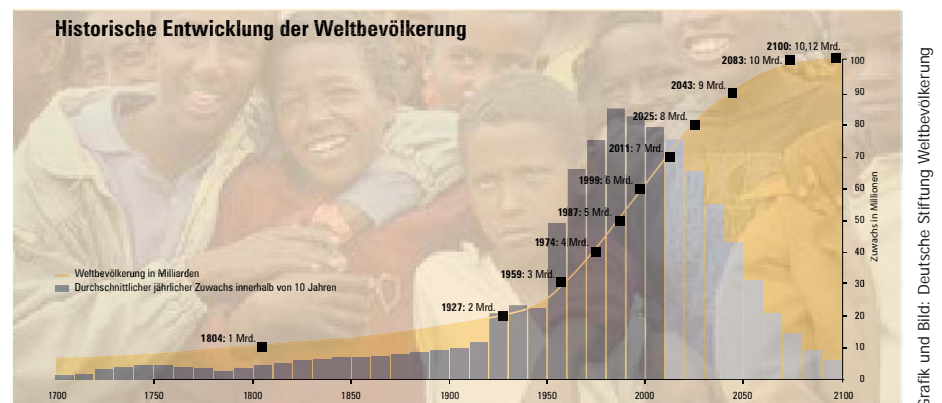 Historische Entwicklung der Weltbevölkerung
2100: 10,12 Mrd.
2083: 10 Mrd.
2043: 9 Mrd.
2025: 8 Mrd.
2011: 7 Mrd.
1999: 6 Mrd.
1987: 5 Mrd.
1974: 4 Mrd.
1959: 3 Mrd.
1927: 2 Mrd.
1804: 1 Mrd.
Weltbevölkerung in Milliarden
Durchschnittlicher jährlicher Zuwachs innerhalb von 10 Jahren
100
90
80
70
60
50
40
30
20
10
0
Zuwachs in Millionen
1700 1750 1800 1850 1900 1950 2000 2050 2100
Grafik und Bild: Deutsche Stiftung Weltbevölkerung